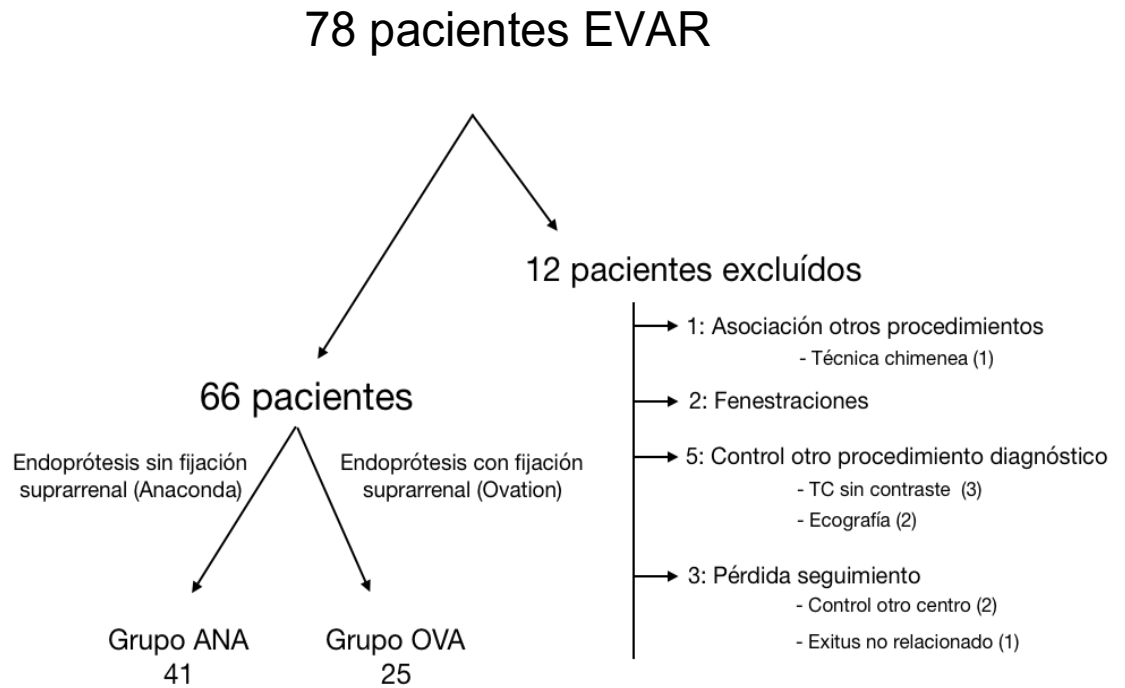 78 pacientes EVAR
12 pacientes excluídos
1: Asociación otros procedimientos
- Técnica chimenea (1)
2: Fenestraciones
5: Control otro procedimiento diagnóstico
- TC sin contraste (3)
- Ecografía (2)
3: Pérdida seguimiento
- Control otro centro (2)
- Exitus no relacionado (1)
66 pacientes
Endoprótesis sin fijación
suprarrenal (Anaconda)
Endoprótesis con fijación
suprarrenal (Ovation)
Grupo ANA
41
Grupo OVA
25